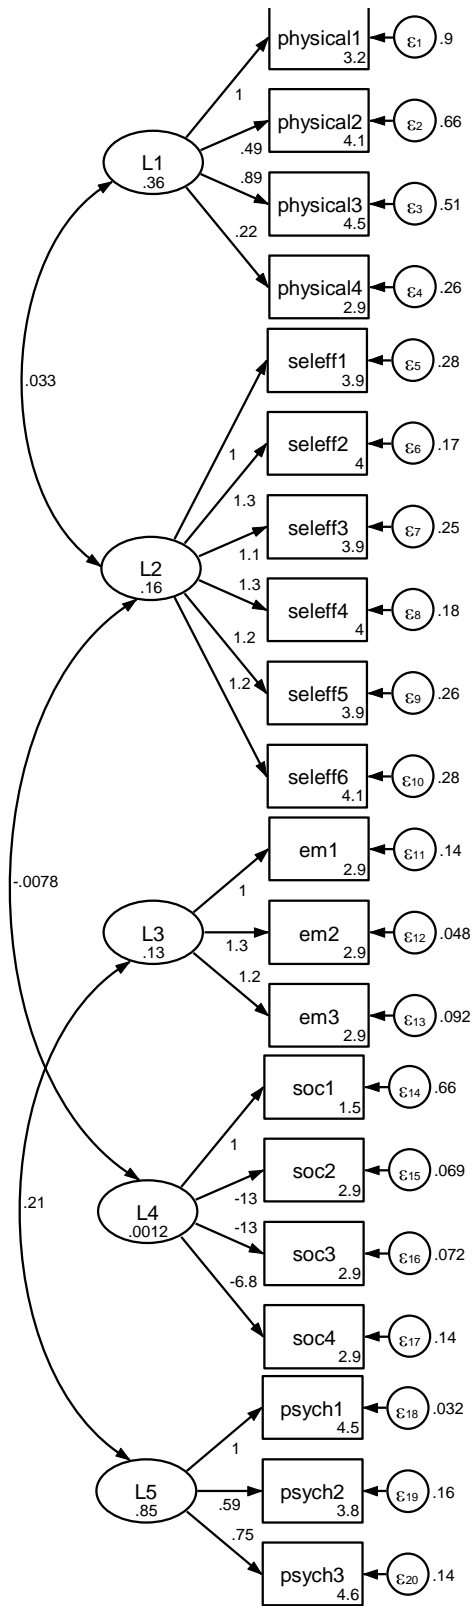 physical1
3.2
ε1
.9
1
physical2
4.1
ε2
.66
.49
L1
.36
.89
physical3
4.5
ε3
.51
.22
physical4
2.9
ε4
.26
.033
seleff1
3.9
ε5
.28
1
seleff2
4
ε6
.17
1.3
seleff3
3.9
ε7
.25
1.1
L2
.16
1.3
seleff4
4
ε8
.18
1.2
seleff5
3.9
ε9
.26
1.2
seleff6
4.1
ε10
.28
-.0078
em1
2.9
ε11
.14
1
L3
.13
1.3
em2
2.9
ε12
.048
1.2
em3
2.9
ε13
.092
soc1
1.5
ε14
.66
1
soc2
2.9
ε15
.069
-13
.21
L4
.0012
-13
soc3
2.9
ε16
.072
-6.8
soc4
2.9
ε17
.14
psych1
4.5
ε18
.032
1
L5
.85
.59
psych2
3.8
ε19
.16
.75
psych3
4.6
ε20
.14